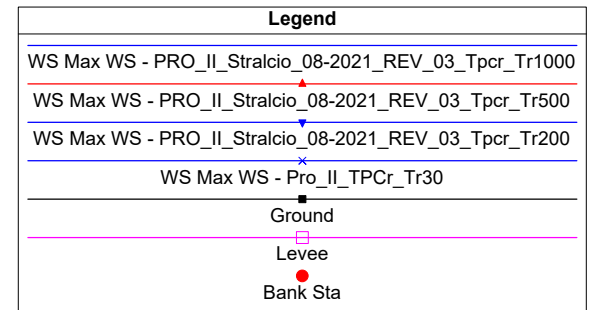 Legend
WS Max WS - PRO_II_Stralcio_08-2021_REV_03_Tpcr_Tr1000
WS Max WS - PRO_II_Stralcio_08-2021_REV_03_Tpcr_Tr500
WS Max WS - PRO_II_Stralcio_08-2021_REV_03_Tpcr_Tr200
WS Max WS - Pro_II_TPCr_Tr30
Ground
Levee
Bank Sta